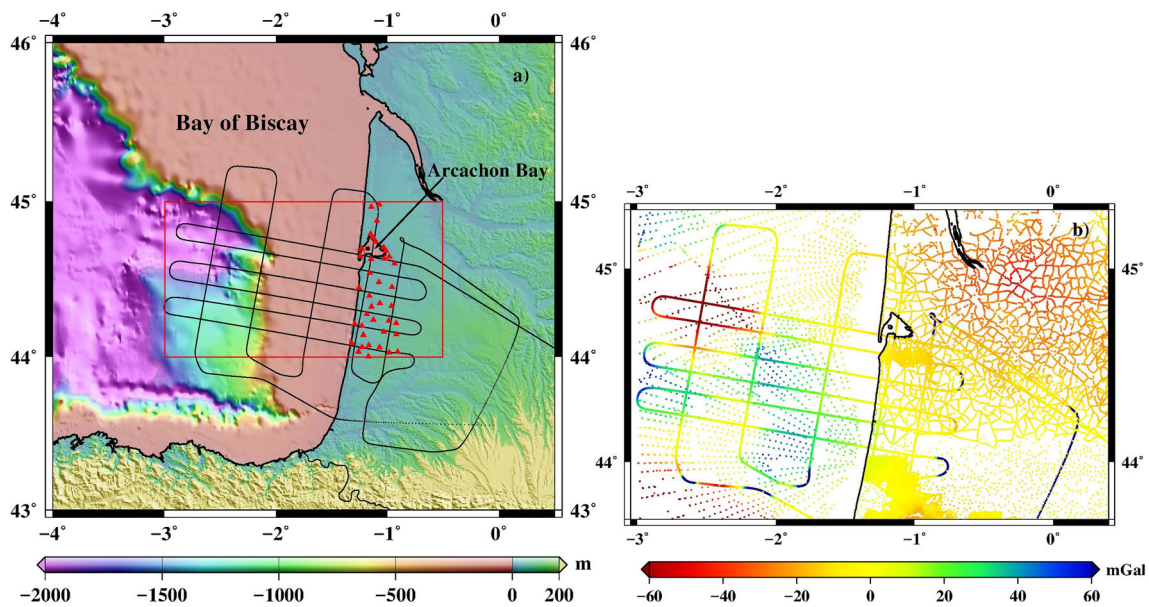 −4 −3 −2 −1 0˚
46˚ 46˚
a)
Bay of Biscay
Arcachon Bay
45˚ 45˚
44˚ 44˚
43˚ 43˚
−4 −3 −2 −1 0˚
m
−2000 −1500 −1000 −500 0 200
−3˚ −2˚ −1˚ 0˚
b)
45˚ 45˚
44˚ 44˚
−3˚ −2˚ −1˚ 0˚
mGal
−60 −40 −20 0 20 40 60